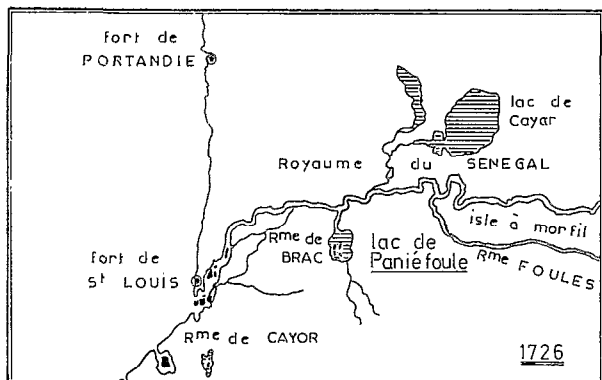 fort de
PORTANDIE
lac de
Cayar
Royaume du SENEGAL
isle à morfil
Rme FOULES
Rme de
BRAC
lac de
Paniéfoule
fort de
St LOUIS
Rme de CAYOR
1726